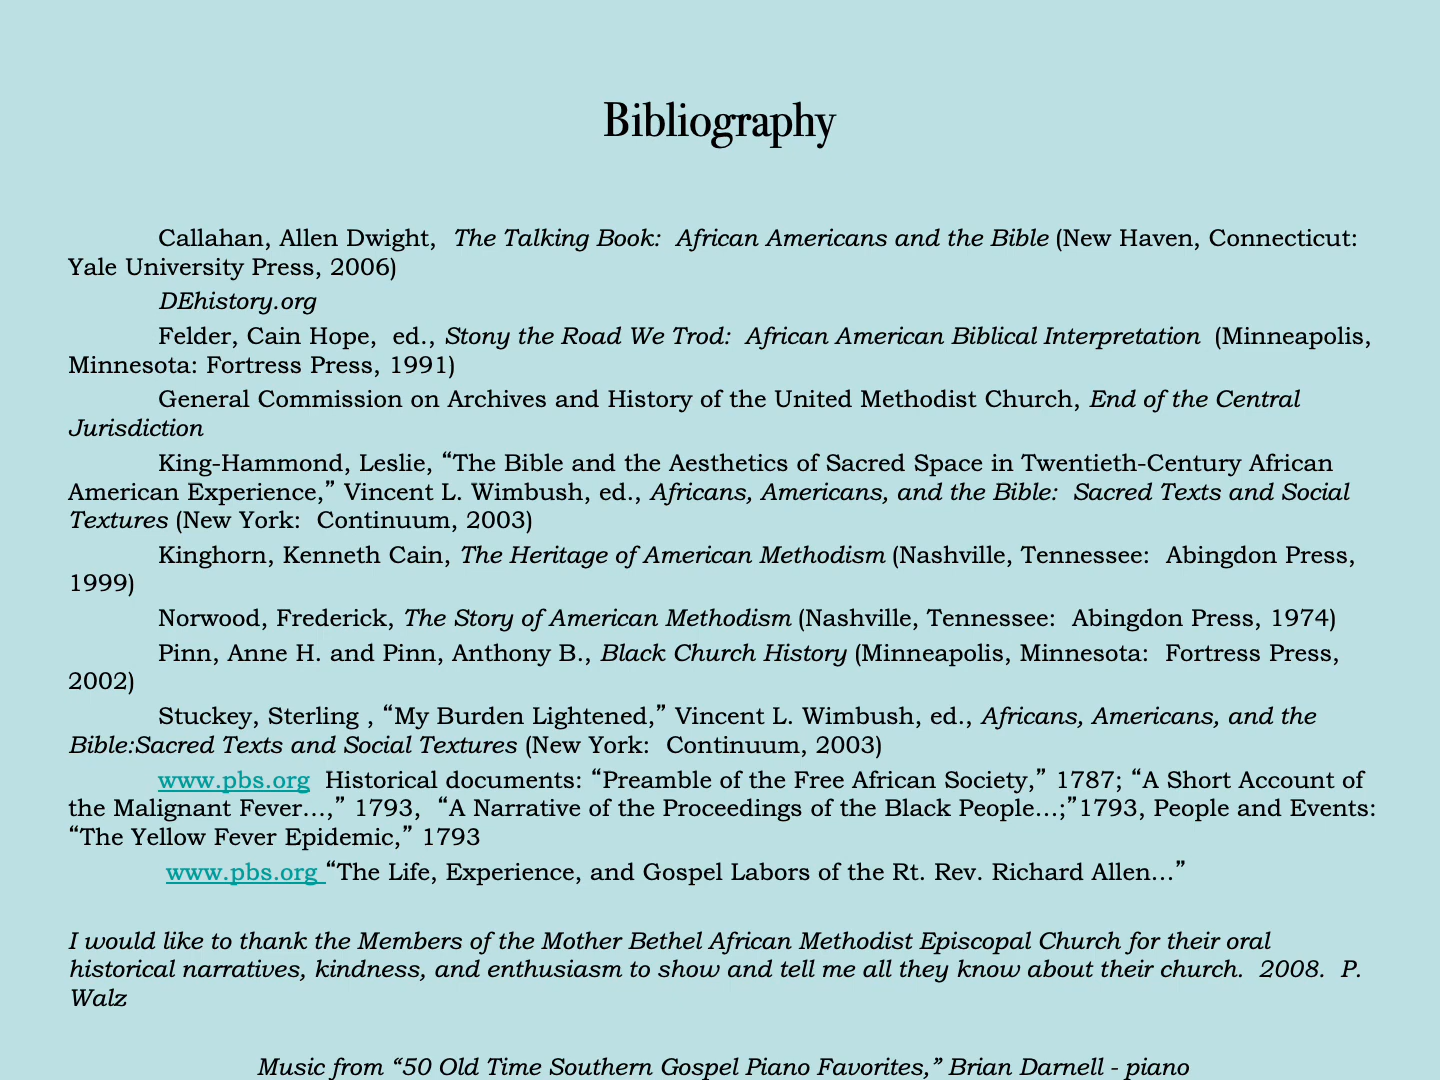 Bibliography
Callahan, Allen Dwight,  The Talking Book:  African Americans and the Bible (New Haven, Connecticut:
Yale University Press, 2006)
DEhistory.org
Felder, Cain Hope,  ed., Stony the Road We Trod:  African American Biblical Interpretation  (Minneapolis,
Minnesota: Fortress Press, 1991)
General Commission on Archives and History of the United Methodist Church, End of the Central
Jurisdiction
King-Hammond, Leslie, “The Bible and the Aesthetics of Sacred Space in Twentieth-Century African
American Experience,” Vincent L. Wimbush, ed., Africans, Americans, and the Bible:  Sacred Texts and Social
Textures (New York:  Continuum, 2003)
Kinghorn, Kenneth Cain, The Heritage of American Methodism (Nashville, Tennessee:  Abingdon Press,
1999)
Norwood, Frederick, The Story of American Methodism (Nashville, Tennessee:  Abingdon Press, 1974)
Pinn, Anne H. and Pinn, Anthony B., Black Church History (Minneapolis, Minnesota:  Fortress Press,
2002)
Stuckey, Sterling , “My Burden Lightened,” Vincent L. Wimbush, ed., Africans, Americans, and the
Bible:Sacred Texts and Social Textures (New York:  Continuum, 2003)
www.pbs.org  Historical documents: “Preamble of the Free African Society,” 1787; “A Short Account of
the Malignant Fever…,” 1793,  “A Narrative of the Proceedings of the Black People…;”1793, People and Events:
“The Yellow Fever Epidemic,” 1793
www.pbs.org “The Life, Experience, and Gospel Labors of the Rt. Rev. Richard Allen…”
I would like to thank the Members of the Mother Bethel African Methodist Episcopal Church for their oral
historical narratives, kindness, and enthusiasm to show and tell me all they know about their church.  2008.  P.
Walz
Music from “50 Old Time Southern Gospel Piano Favorites,” Brian Darnell - piano